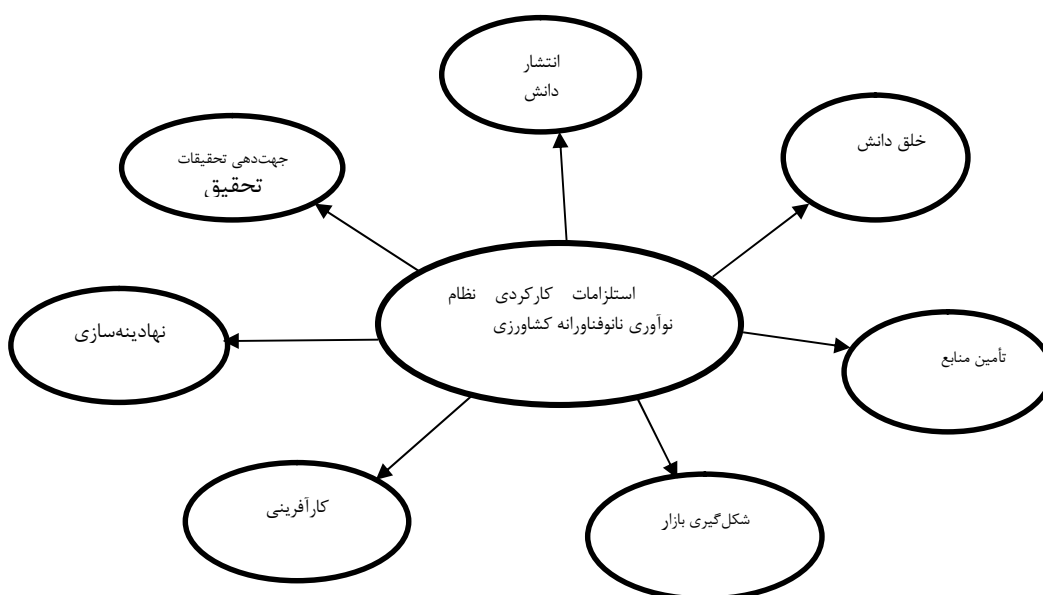 انتشار
دانش
خلق دانش
جهت‌دهی تحقیقات
تحقیق
استلزامات کارکردی نظام
نوآوری نانوفناورانه کشاورزی
نهادینه‌سازی
تأمین منابع
کارآفرینی
شکل‌گیری بازار